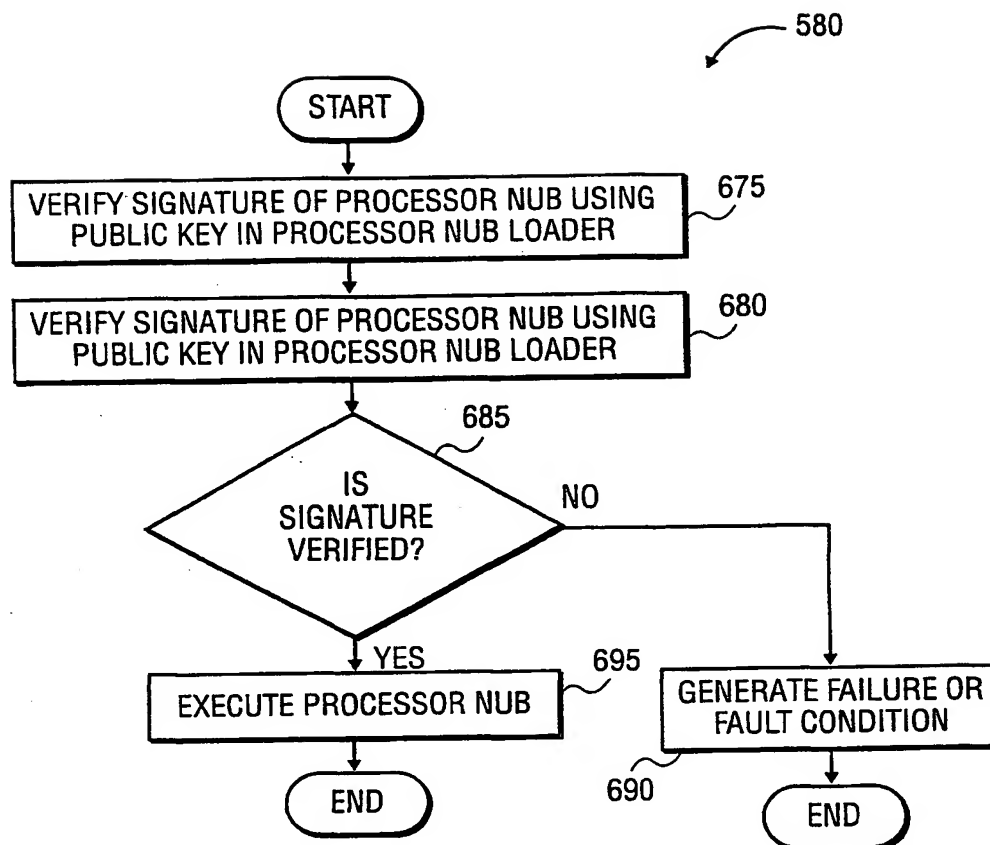 580
START
VERIFY SIGNATURE OF PROCESSOR NUB USING
PUBLIC KEY IN PROCESSOR NUB LOADER
675
VERIFY SIGNATURE OF PROCESSOR NUB USING
PUBLIC KEY IN PROCESSOR NUB LOADER
680
685
IS
SIGNATURE
VERIFIED?
NO
YES
EXECUTE PROCESSOR NUB
695
GENERATE FAILURE OR
FAULT CONDITION
690
END
END